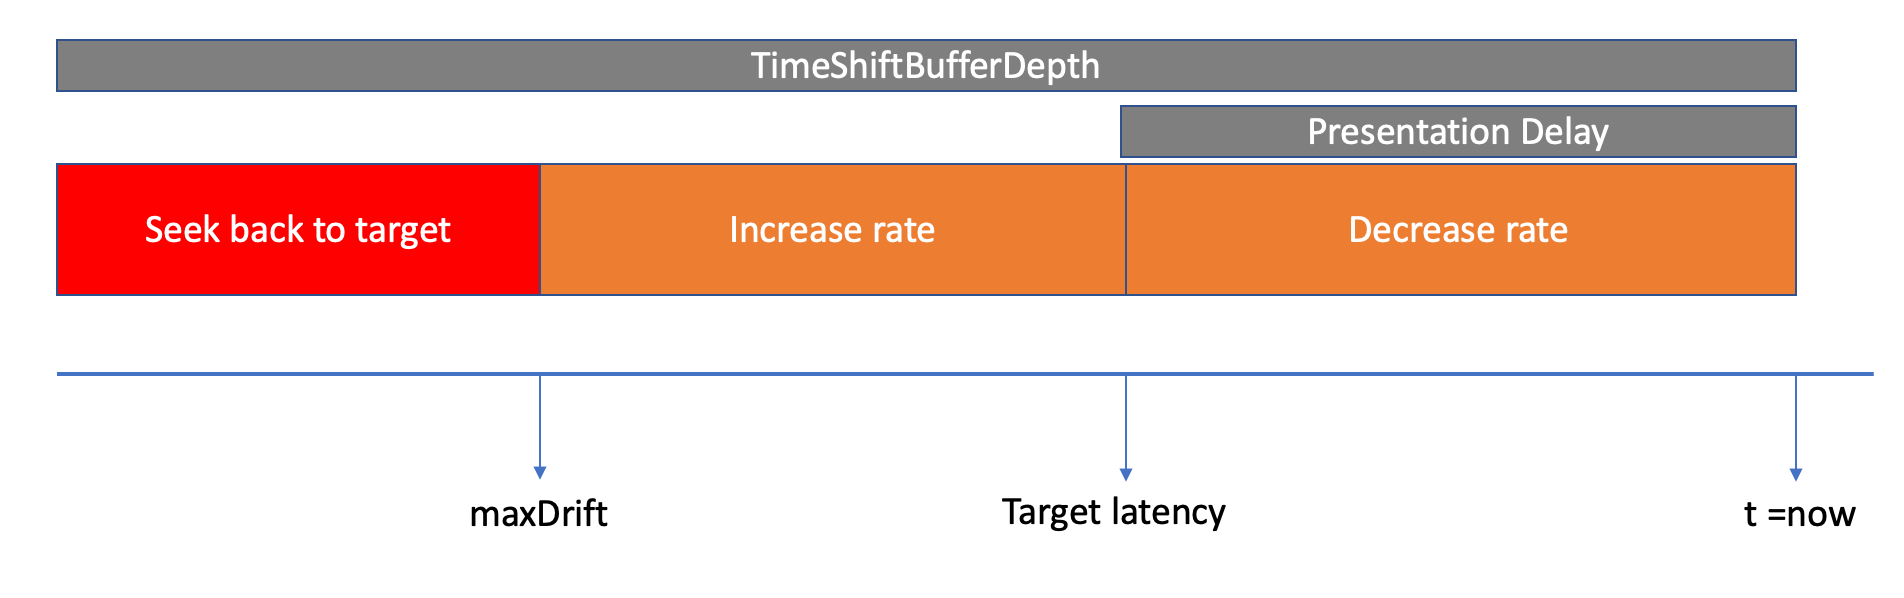 TimeShiftBufferDepth
Presentation Delay
Seek back to target
Increase rate
Decrease rate
maxDrift
Target latency
t =now